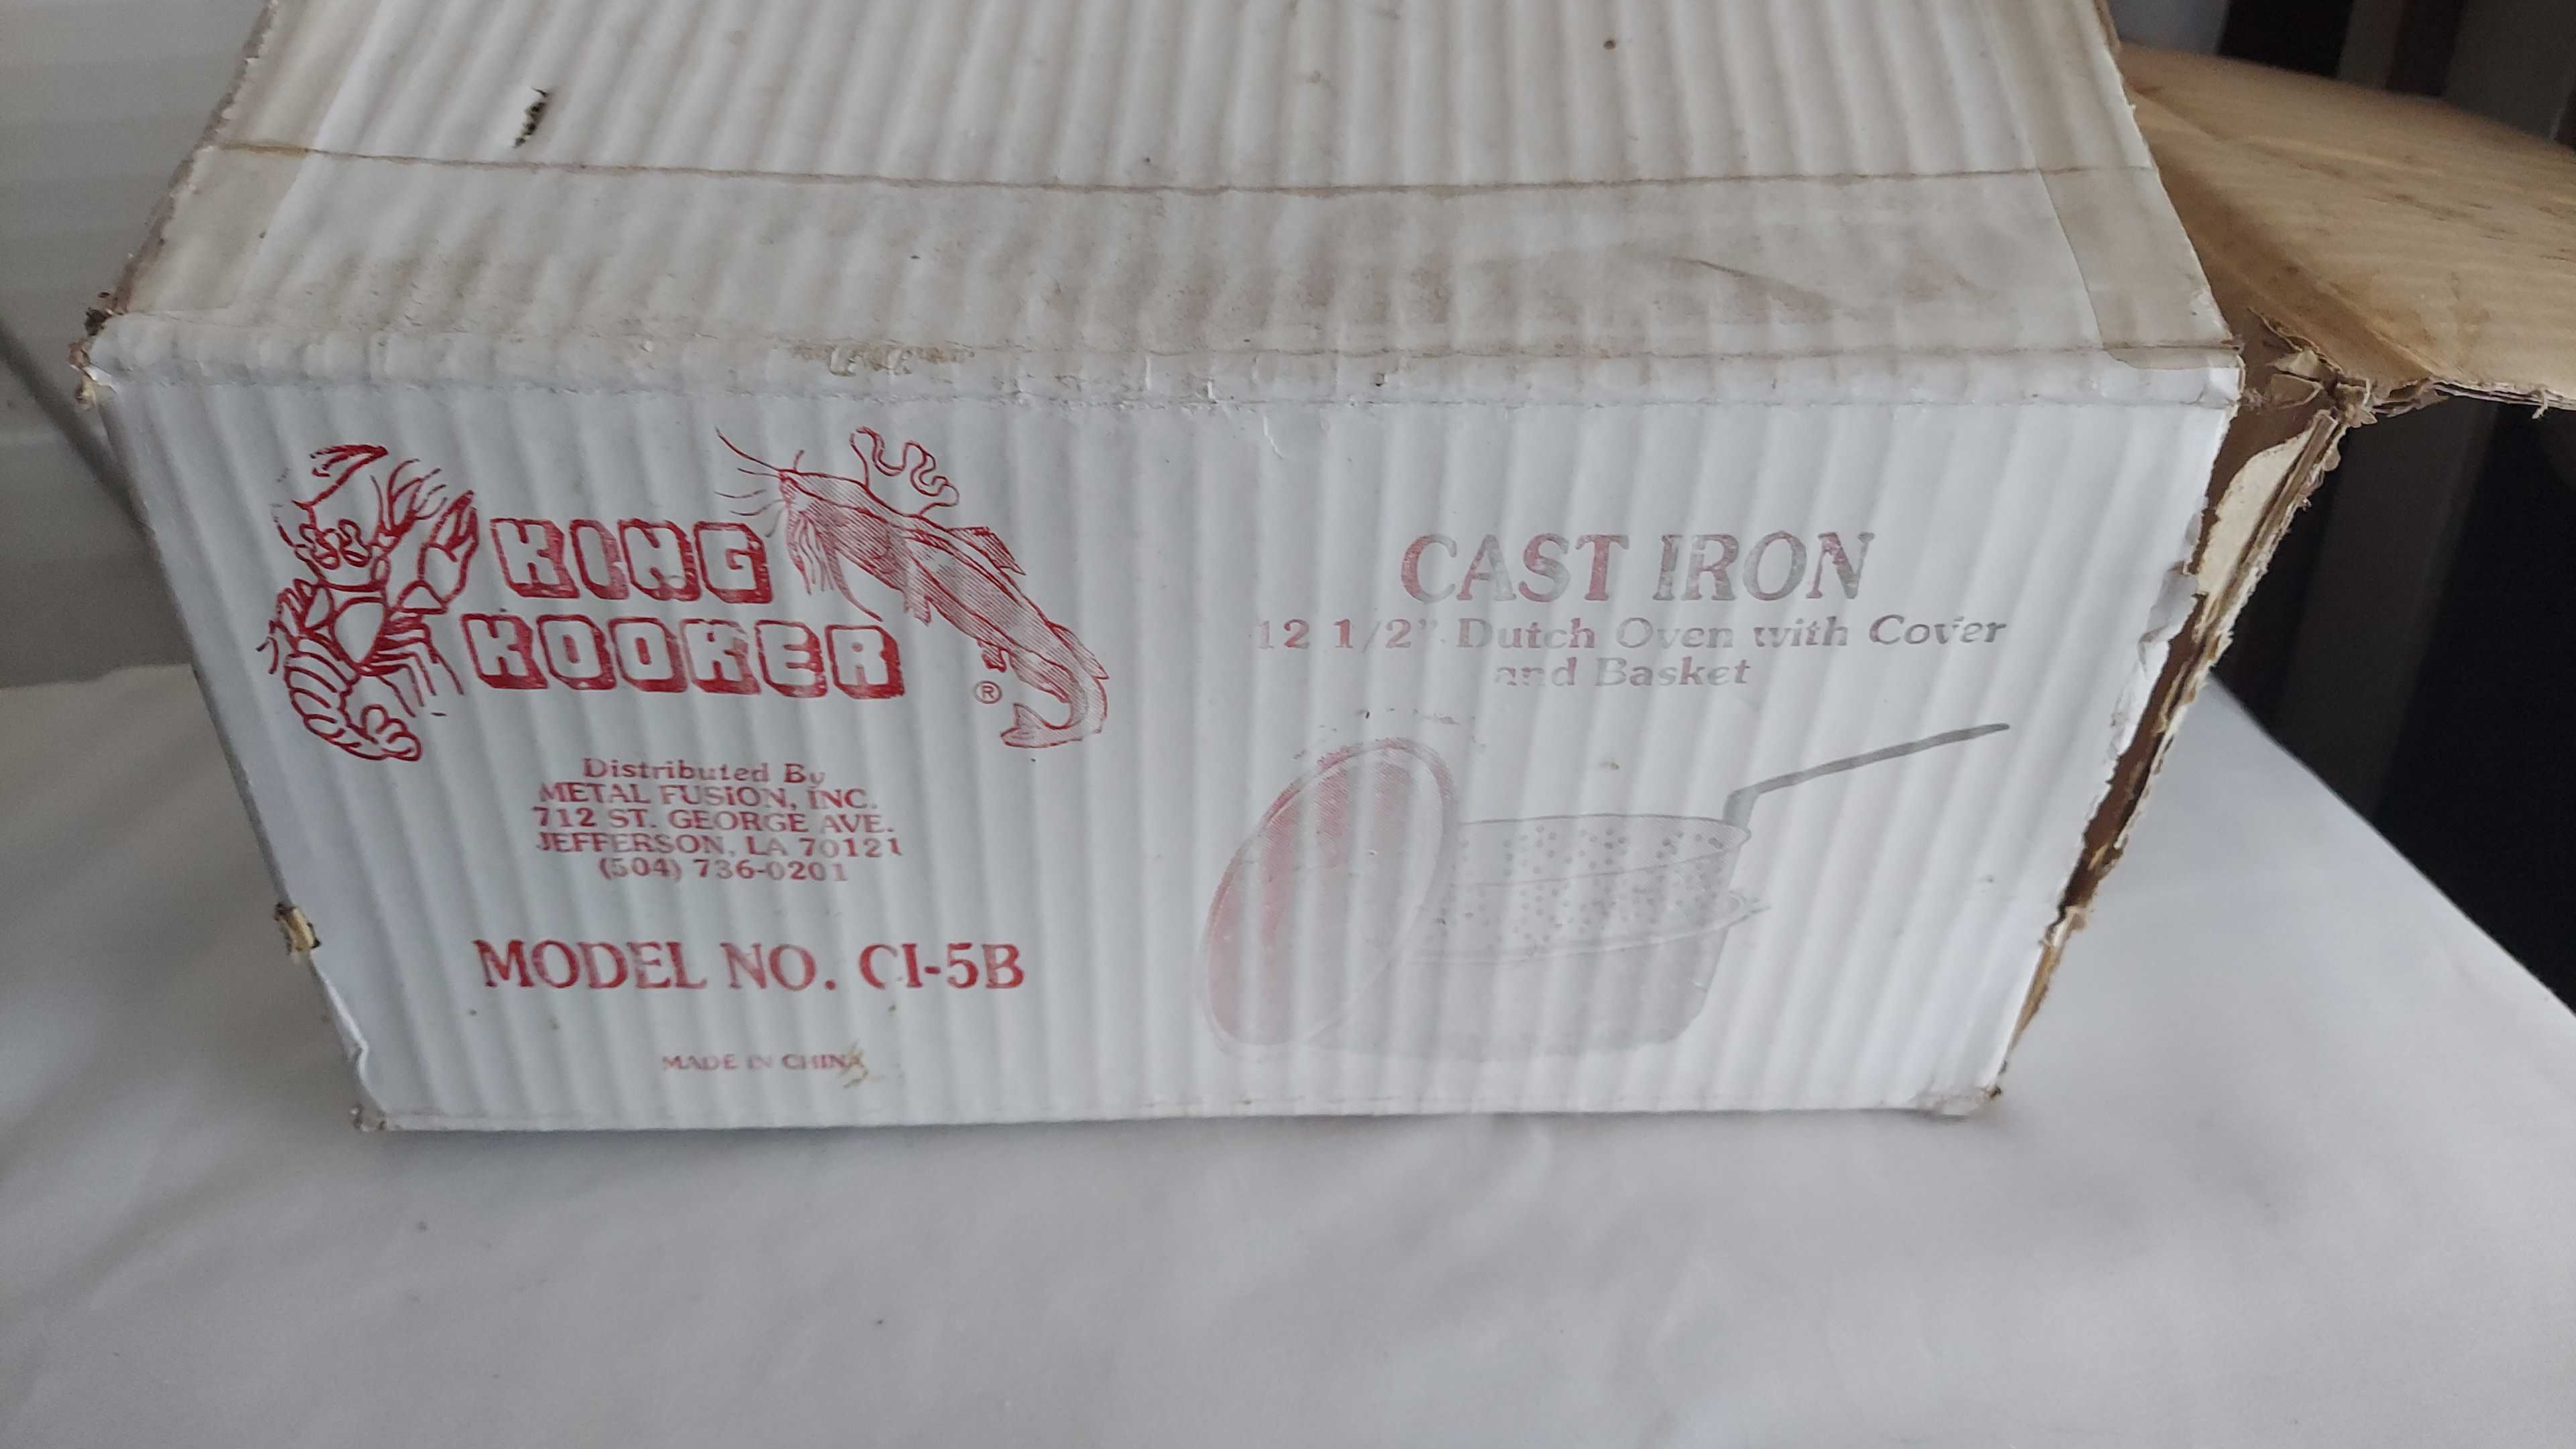 KING
KOOKER
®
Distributed By
METAL FUSION, INC.
712 ST. GEORGE AVE.
JEFFERSON, LA 70121
(504) 736-0201
MODEL NO. CI-5B
MADE IN CHINA
CAST IRON
12 1/2" Dutch Oven with Cover
and Basket